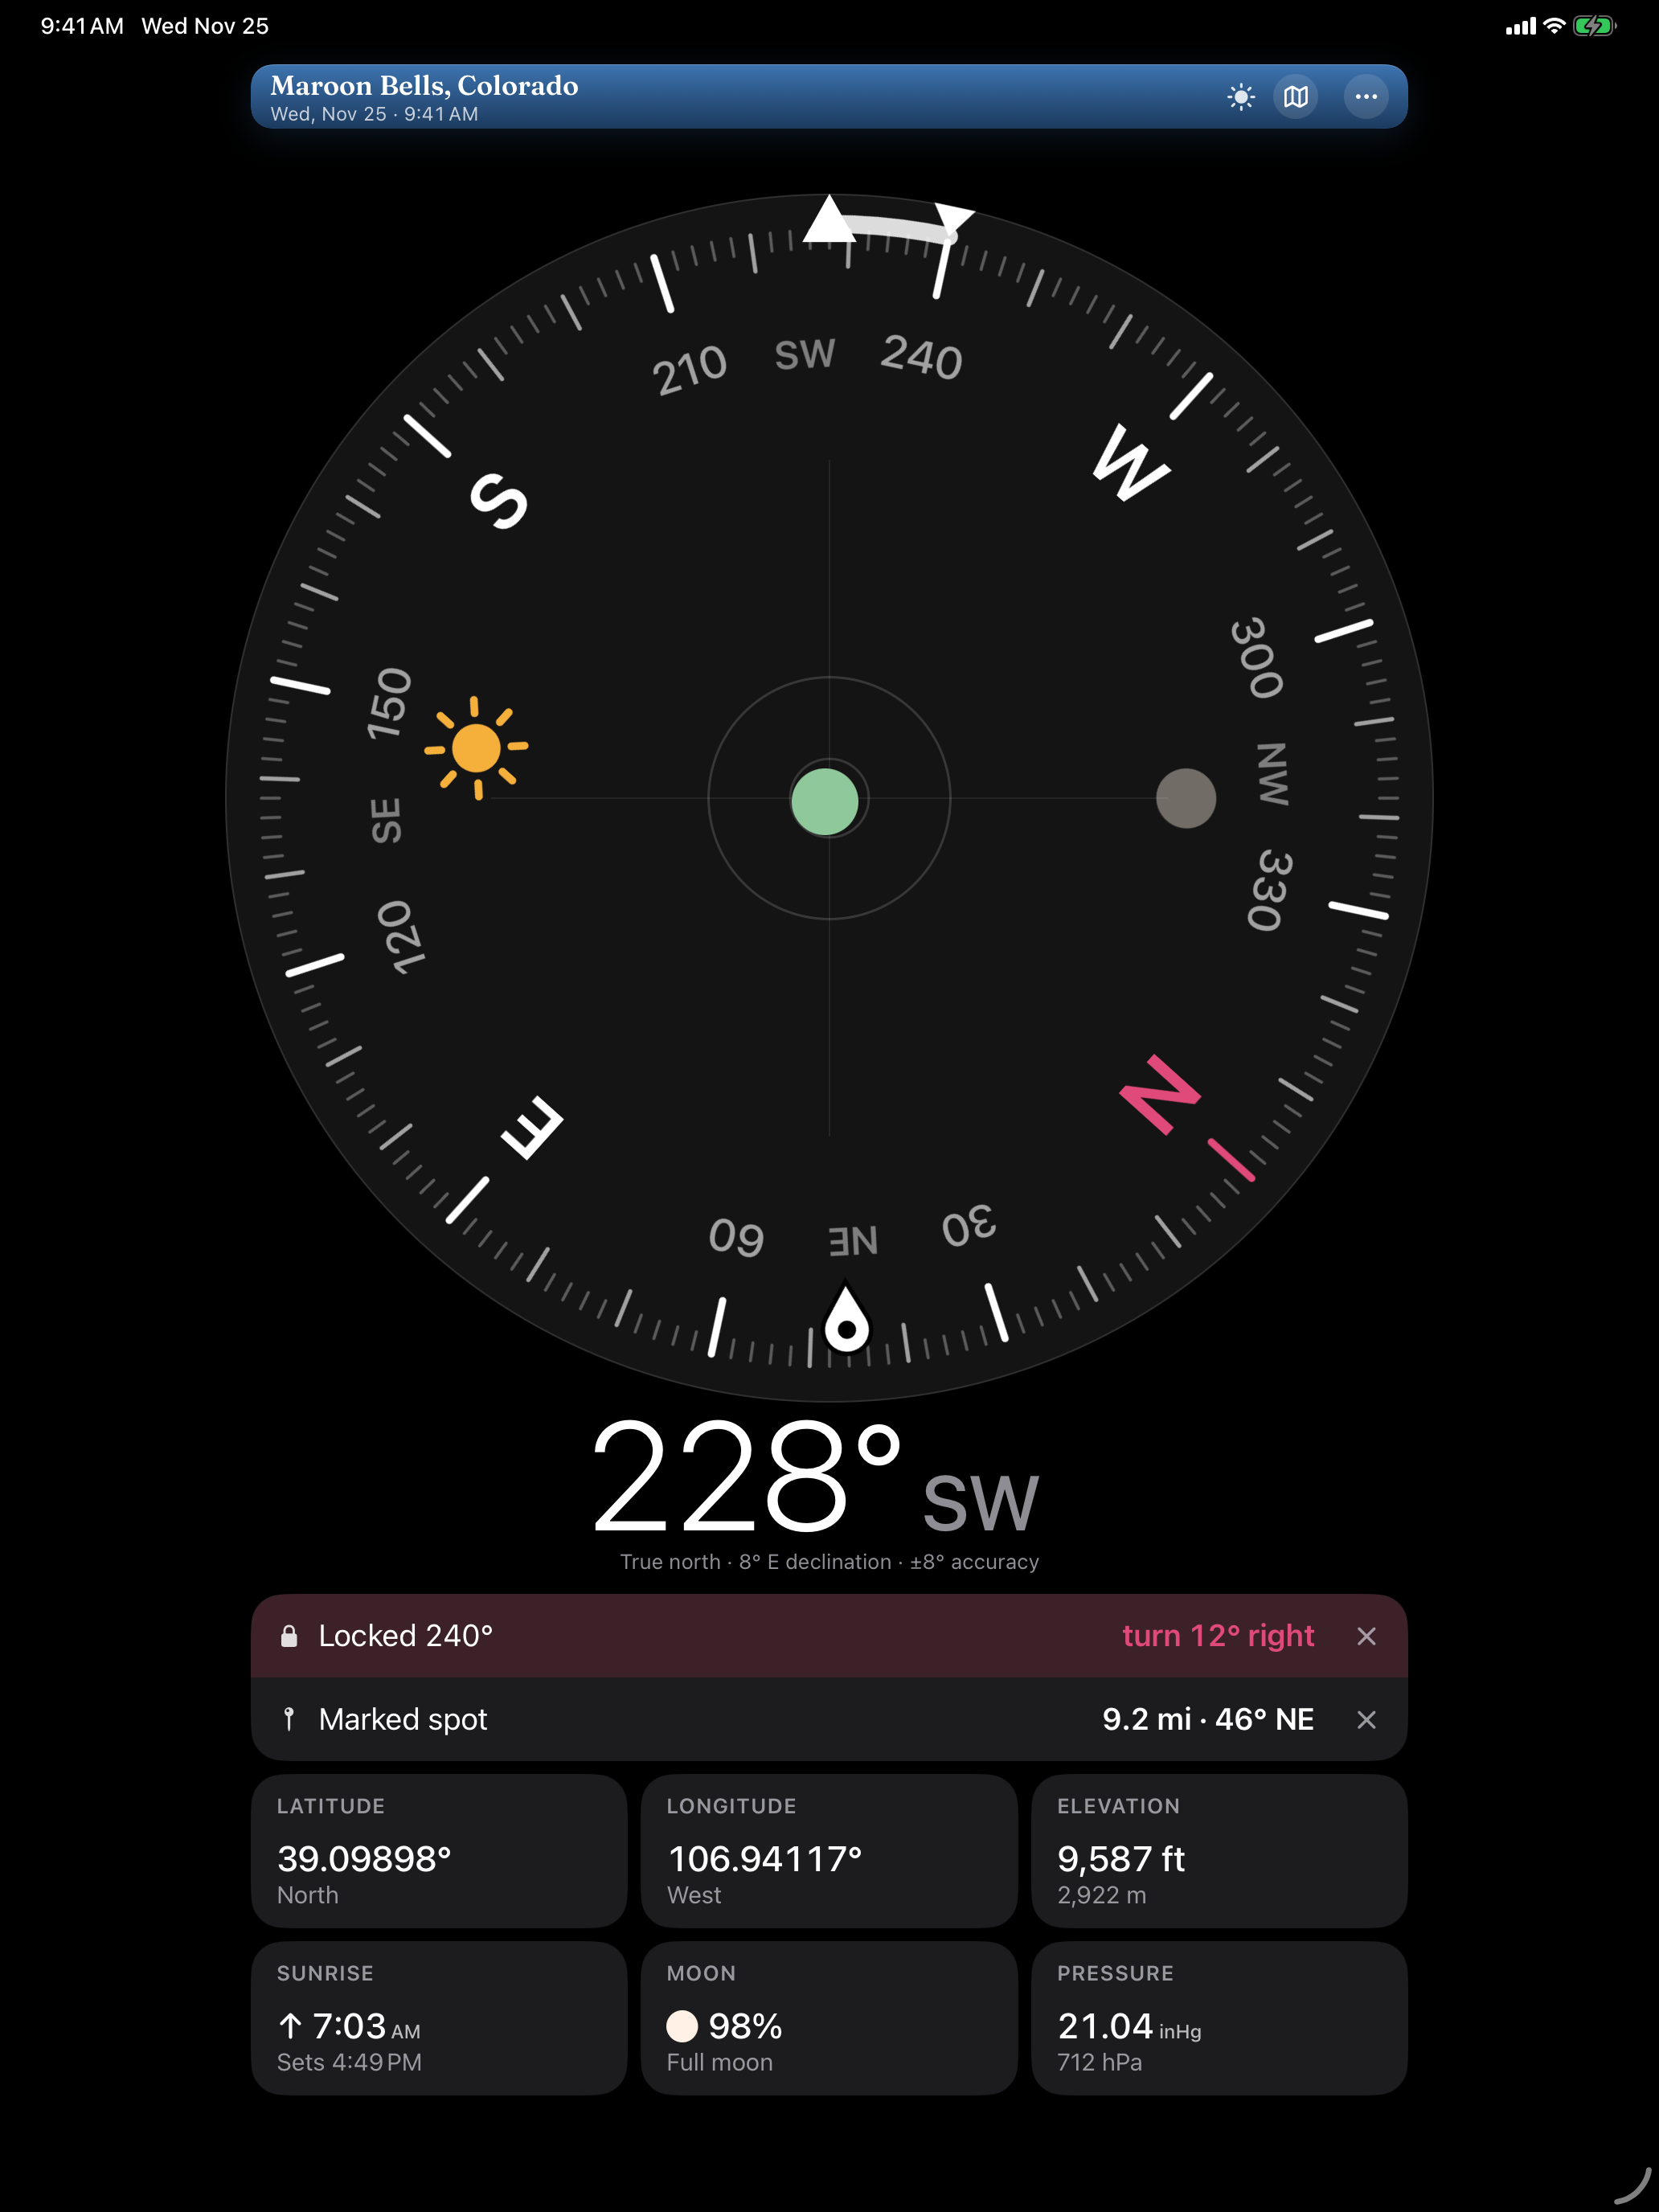 9:41 AM Wed Nov 25
Maroon Bells, Colorado
Wed, Nov 25 · 9:41 AM
210 SW 240
S W
150 300
SE NW
120 330
E N
60 NE 30
228° SW
True north · 8° E declination · ±8° accuracy
Locked 240° turn 12° right
Marked spot 9.2 mi · 46° NE
LATITUDE
39.09898°
North
LONGITUDE
106.94117°
West
ELEVATION
9,587 ft
2,922 m
SUNRISE
↑ 7:03 AM
Sets 4:49 PM
MOON
98%
Full moon
PRESSURE
21.04 inHg
712 hPa